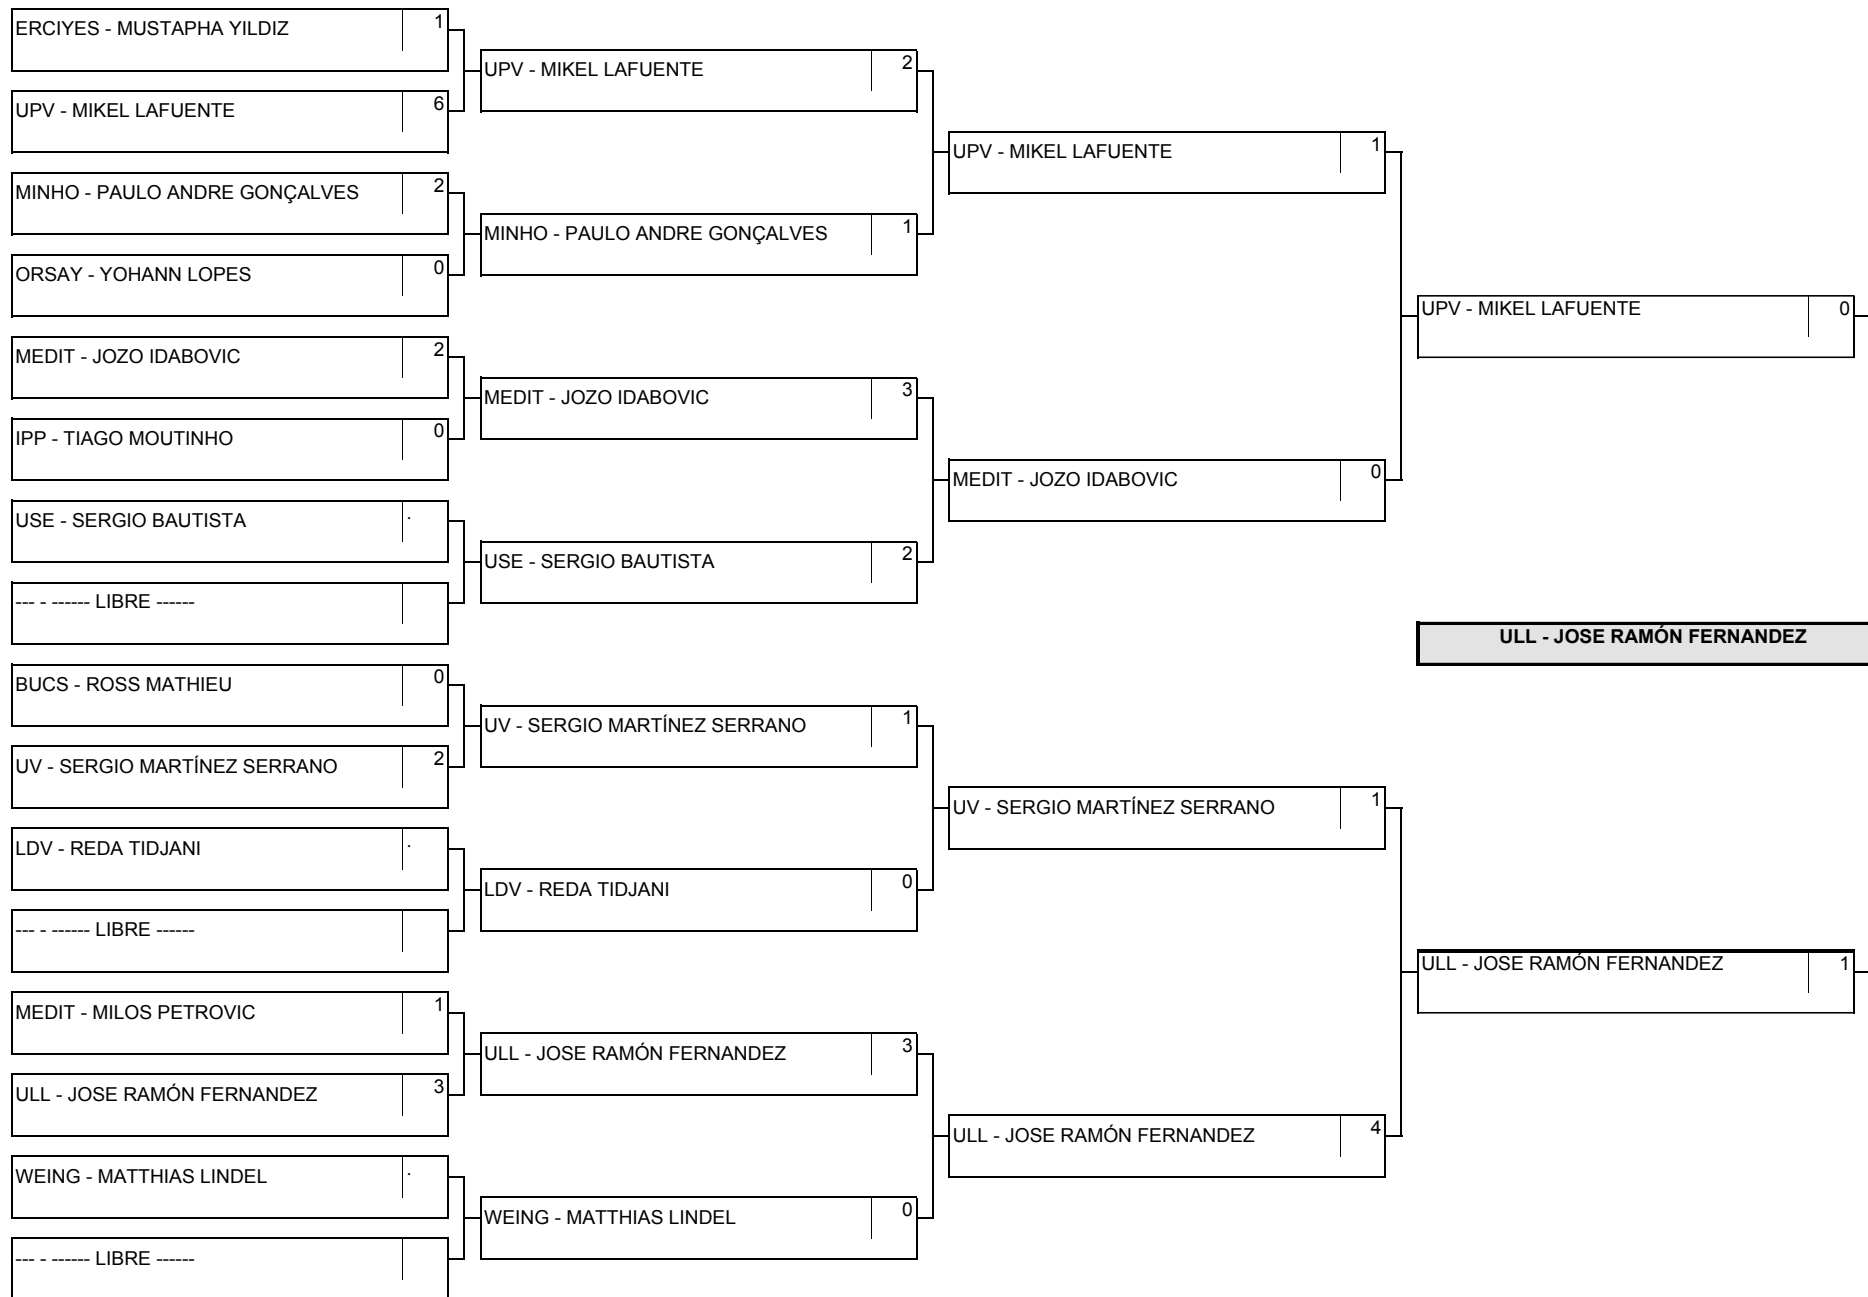 ERCIYES - MUSTAPHA YILDIZ 1
UPV - MIKEL LAFUENTE 6
MINHO - PAULO ANDRE GONÇALVES 2
ORSAY - YOHANN LOPES 0
MEDIT - JOZO IDABOVIC 2
IPP - TIAGO MOUTINHO 0
USE - SERGIO BAUTISTA .
--- - ------ LIBRE ------
BUCS - ROSS MATHIEU 0
UV - SERGIO MARTÍNEZ SERRANO 2
LDV - REDA TIDJANI .
--- - ------ LIBRE ------
MEDIT - MILOS PETROVIC 1
ULL - JOSE RAMÓN FERNANDEZ 3
WEING - MATTHIAS LINDEL .
--- - ------ LIBRE ------
UPV - MIKEL LAFUENTE 2
MINHO - PAULO ANDRE GONÇALVES 1
MEDIT - JOZO IDABOVIC 3
USE - SERGIO BAUTISTA 2
UV - SERGIO MARTÍNEZ SERRANO 1
LDV - REDA TIDJANI 0
ULL - JOSE RAMÓN FERNANDEZ 3
WEING - MATTHIAS LINDEL 0
UPV - MIKEL LAFUENTE 1
MEDIT - JOZO IDABOVIC 0
UV - SERGIO MARTÍNEZ SERRANO 1
ULL - JOSE RAMÓN FERNANDEZ 4
UPV - MIKEL LAFUENTE 0
ULL - JOSE RAMÓN FERNANDEZ
ULL - JOSE RAMÓN FERNANDEZ 1